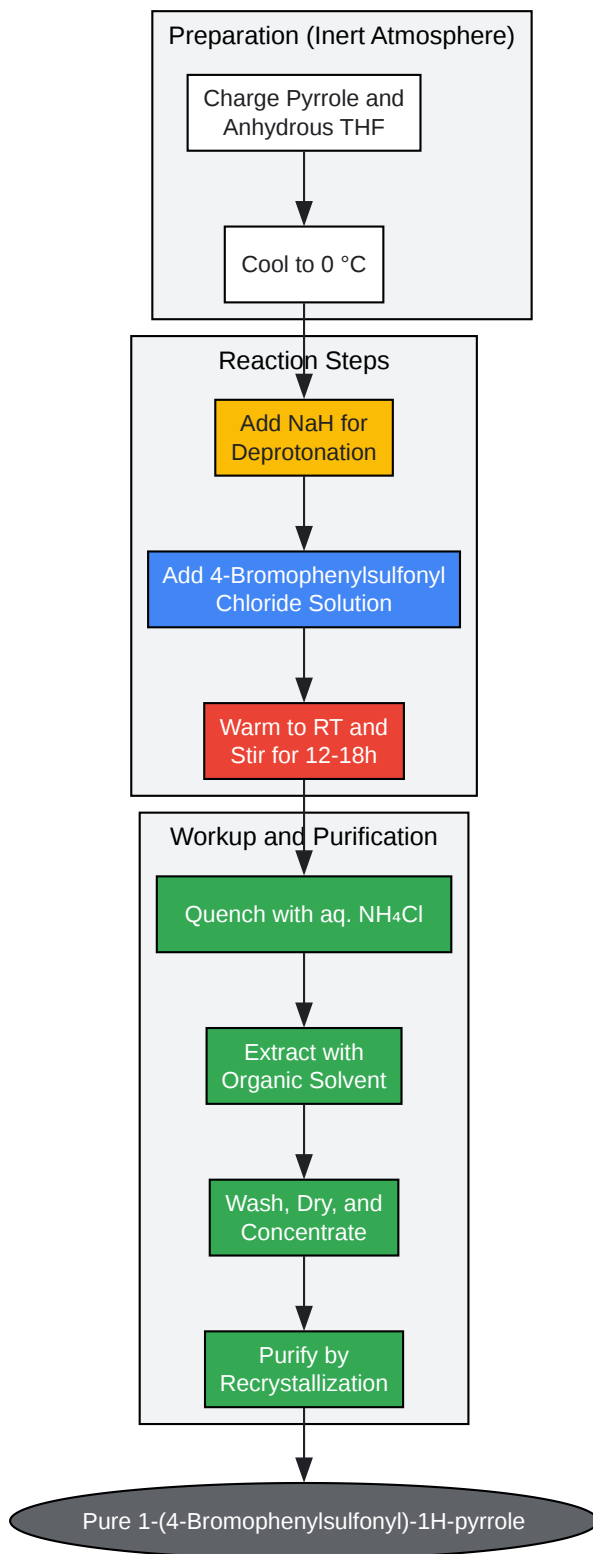 Preparation (Inert Atmosphere)
Charge Pyrrole and
Anhydrous THF
Cool to 0 °C
Reaction Steps
Add NaH for
Deprotonation
Add 4-Bromophenylsulfonyl
Chloride Solution
Warm to RT and
Stir for 12-18h
Workup and Purification
Quench with aq. NH₄Cl
Extract with
Organic Solvent
Wash, Dry, and
Concentrate
Purify by
Recrystallization
Pure 1-(4-Bromophenylsulfonyl)-1H-pyrrole